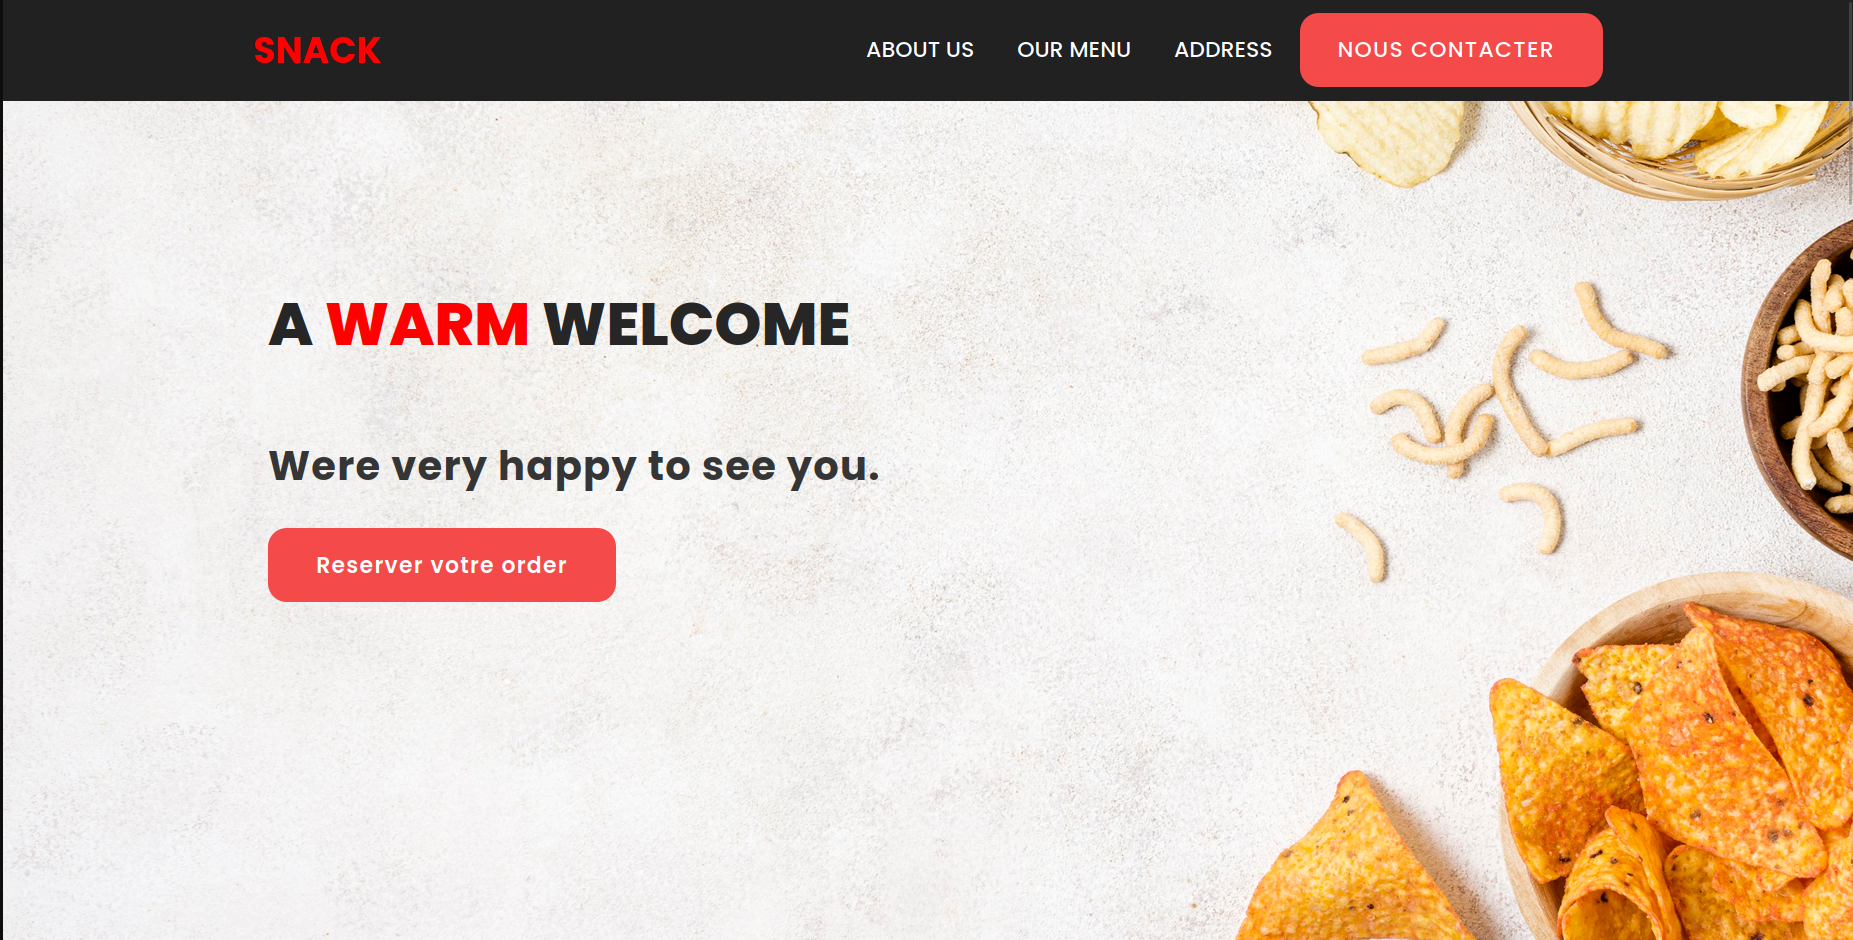 SNACK
ABOUT US
OUR MENU
ADDRESS
NOUS CONTACTER
A WARM WELCOME
Were very happy to see you.
Reserver votre order